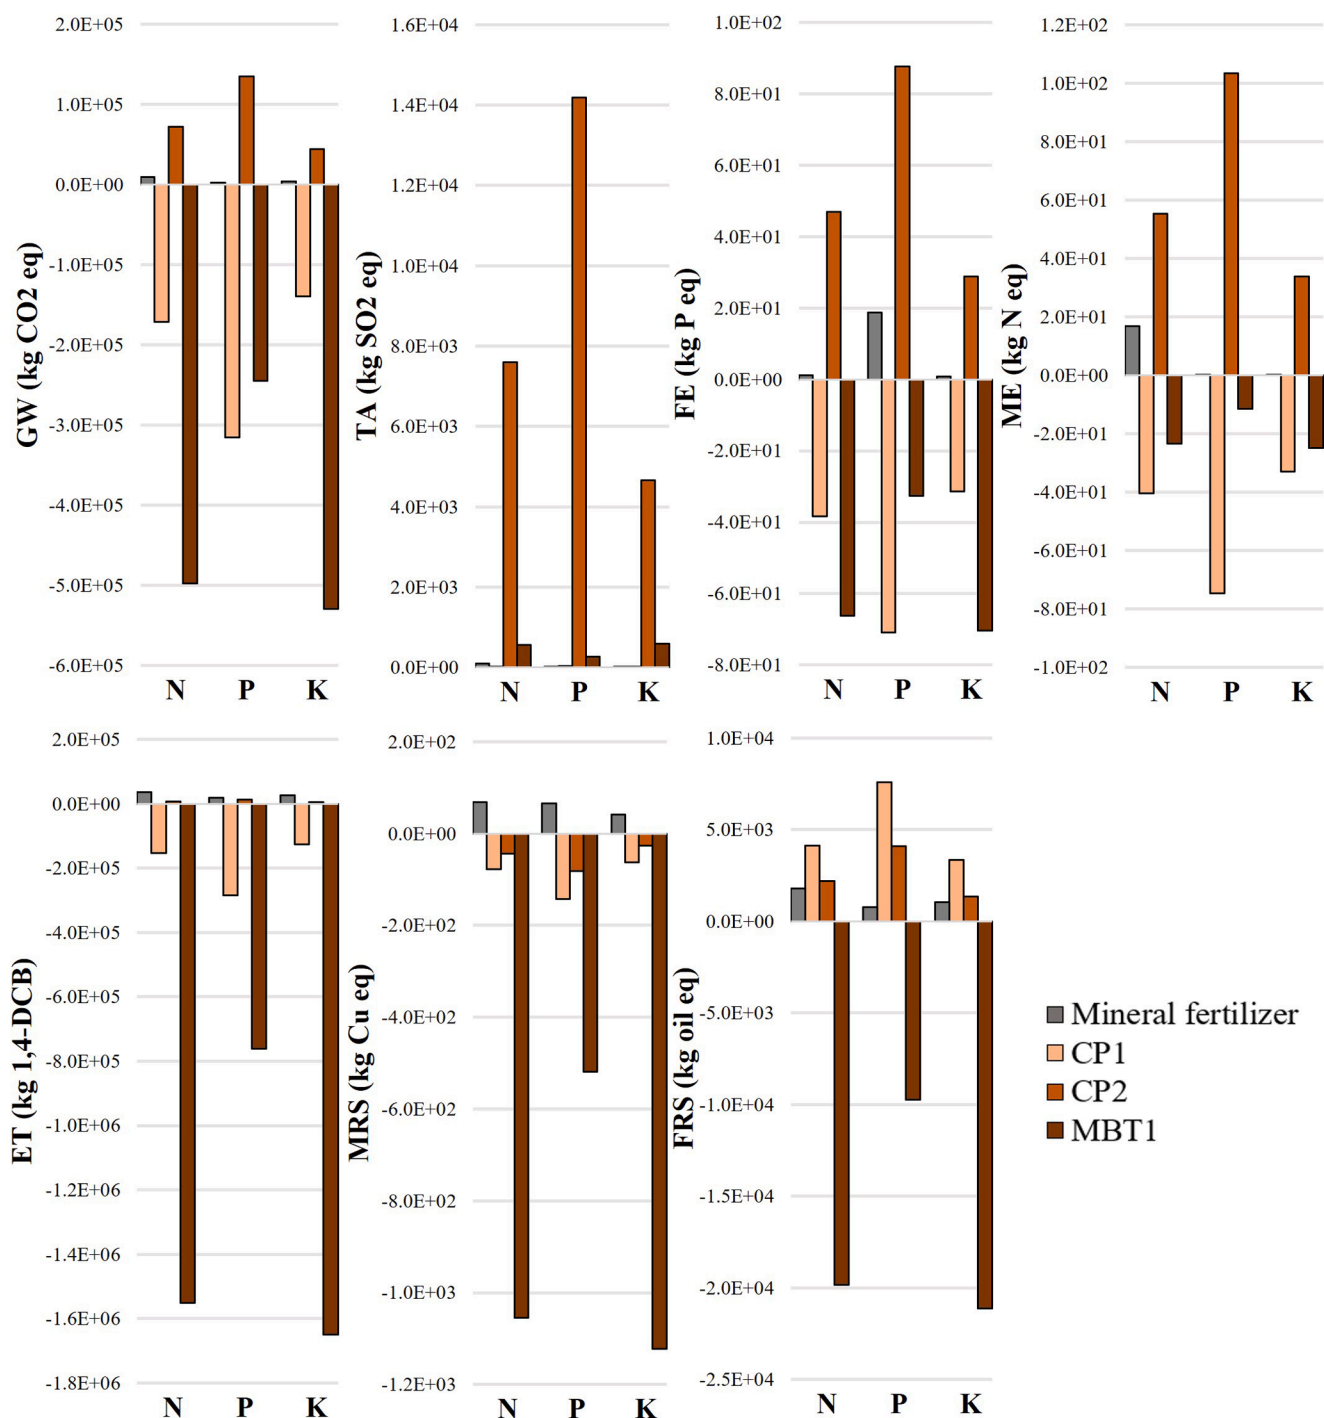 GW (kg CO2 eq)
2.0E+05
1.0E+05
0.0E+00
-1.0E+05
-2.0E+05
-3.0E+05
-4.0E+05
-5.0E+05
-6.0E+05
N P K
TA (kg SO2 eq)
1.6E+04
1.4E+04
1.2E+04
1.0E+04
8.0E+03
6.0E+03
4.0E+03
2.0E+03
0.0E+00
N P K
FE (kg P eq)
1.0E+02
8.0E+01
6.0E+01
4.0E+01
2.0E+01
0.0E+00
-2.0E+01
-4.0E+01
-6.0E+01
-8.0E+01
N P K
ME (kg N eq)
1.2E+02
1.0E+02
8.0E+01
6.0E+01
4.0E+01
2.0E+01
0.0E+00
-2.0E+01
-4.0E+01
-6.0E+01
-8.0E+01
-1.0E+02
N P K
ET (kg 1,4-DCB)
2.0E+05
0.0E+00
-2.0E+05
-4.0E+05
-6.0E+05
-8.0E+05
-1.0E+06
-1.2E+06
-1.4E+06
-1.6E+06
-1.8E+06
N P K
MRS (kg Cu eq)
2.0E+02
0.0E+00
-2.0E+02
-4.0E+02
-6.0E+02
-8.0E+02
-1.0E+03
-1.2E+03
N P K
FRS (kg oil eq)
1.0E+04
5.0E+03
0.0E+00
-5.0E+03
-1.0E+04
-1.5E+04
-2.0E+04
-2.5E+04
N P K
Mineral fertilizer
CP1
CP2
MBT1